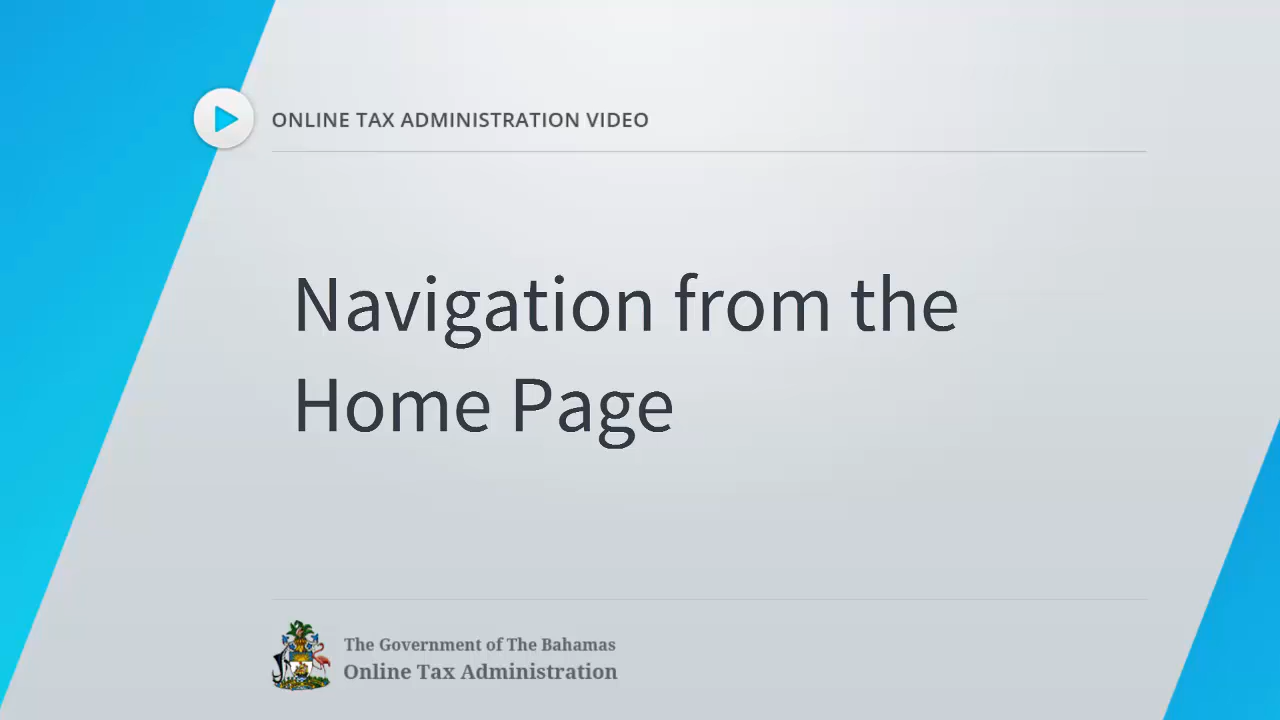 ONLINE TAX ADMINISTRATION VIDEO
Navigation from the
Home Page
The Government of The Bahamas
Online Tax Administration